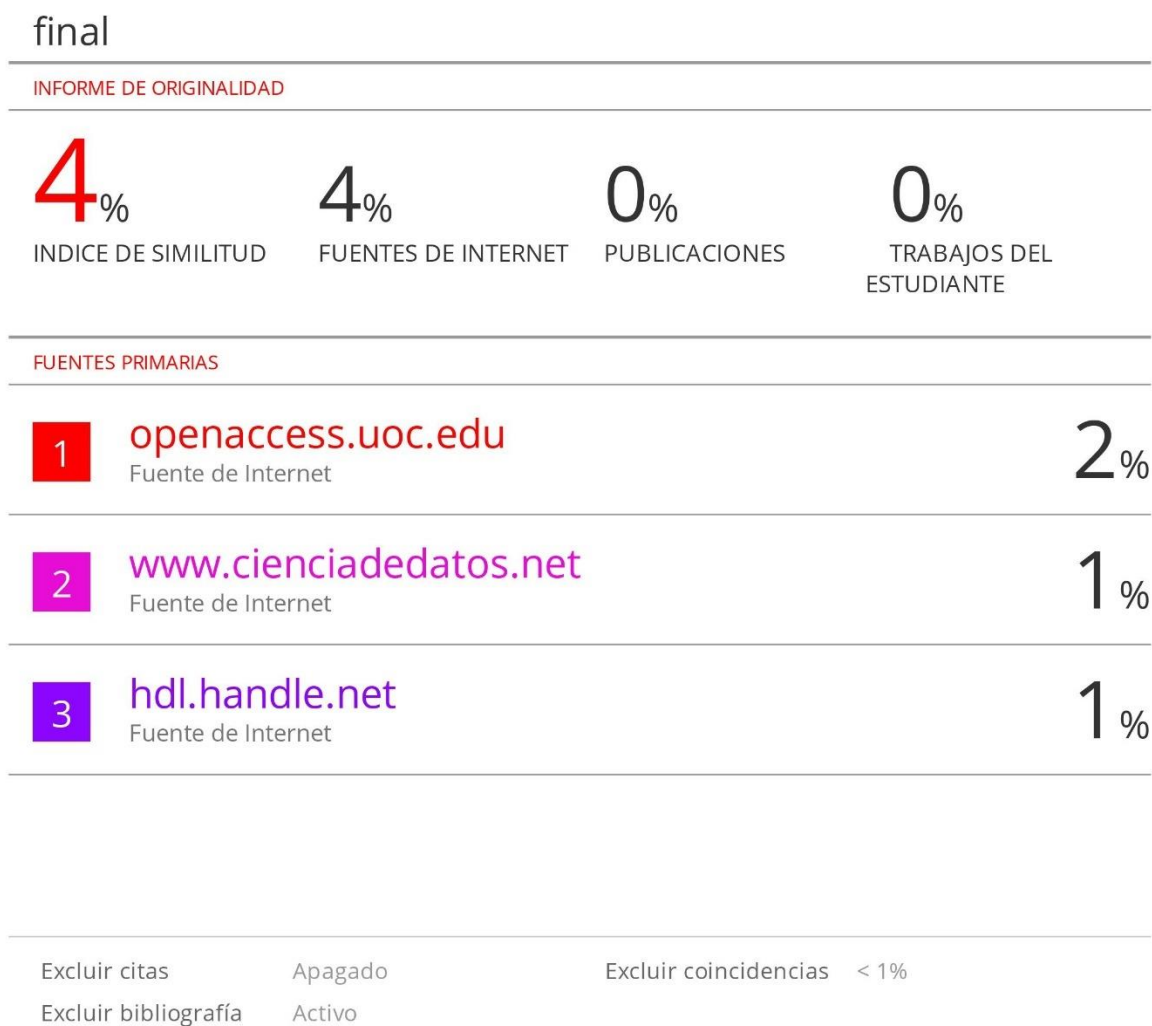 final
INFORME DE ORIGINALIDAD
4% 4% 0% 0%
INDICE DE SIMILITUD FUENTES DE INTERNET PUBLICACIONES TRABAJOS DEL
ESTUDIANTE
FUENTES PRIMARIAS
1 openaccess.uoc.edu 2%
Fuente de Internet
2 www.cienciadedatos.net 1%
Fuente de Internet
3 hdl.handle.net 1%
Fuente de Internet
Excluir citas Apagado Excluir coincidencias < 1%
Excluir bibliografía Activo